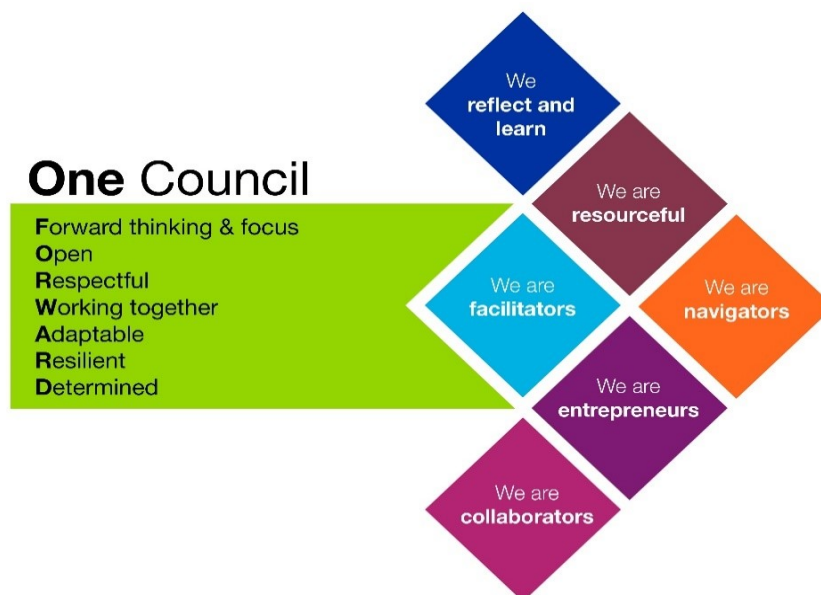 One Council
Forward thinking & focus
Open
Respectful
Working together
Adaptable
Resilient
Determined
We
reflect and
learn
We are
resourceful
We are
facilitators
We are
navigators
We are
entrepreneurs
We are
collaborators